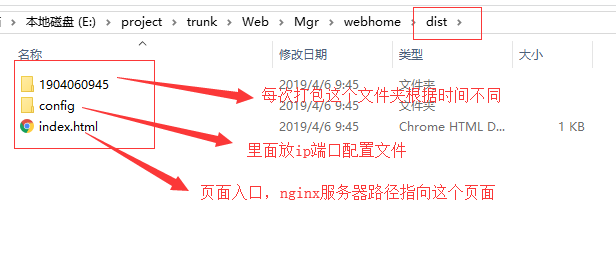 本地磁盘 (E:) › project › trunk › Web › Mgr › webhome › dist ›
名称 修改日期 类型 大小
1904060945 2019/4/6 9:45 文件夹
每次打包这个文件夹根据时间不同
config 2019/4/6 9:45 文件夹
index.html 2019/4/6 9:45 Chrome HTML D... 1 KB
里面放ip端口配置文件
页面入口，nginx服务器路径指向这个页面